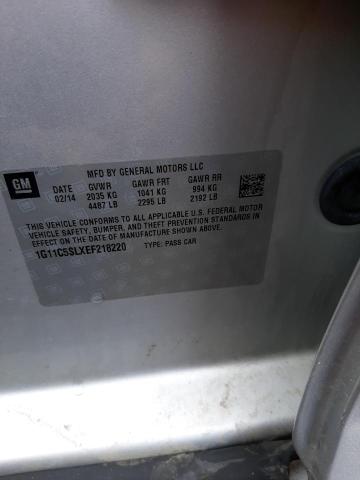 GM
MFD BY GENERAL MOTORS LLC
DATE GVWR GAWR FRT GAWR RR
02/14 2035 KG 1041 KG 994 KG
4487 LB 2295 LB 2192 LB
THIS VEHICLE CONFORMS TO ALL APPLICABLE U.S. FEDERAL MOTOR
VEHICLE SAFETY, BUMPER, AND THEFT PREVENTION STANDARDS
IN EFFECT ON THE DATE OF MANUFACTURE SHOWN ABOVE.
1G11C5SLXEF218220 TYPE: PASS CAR